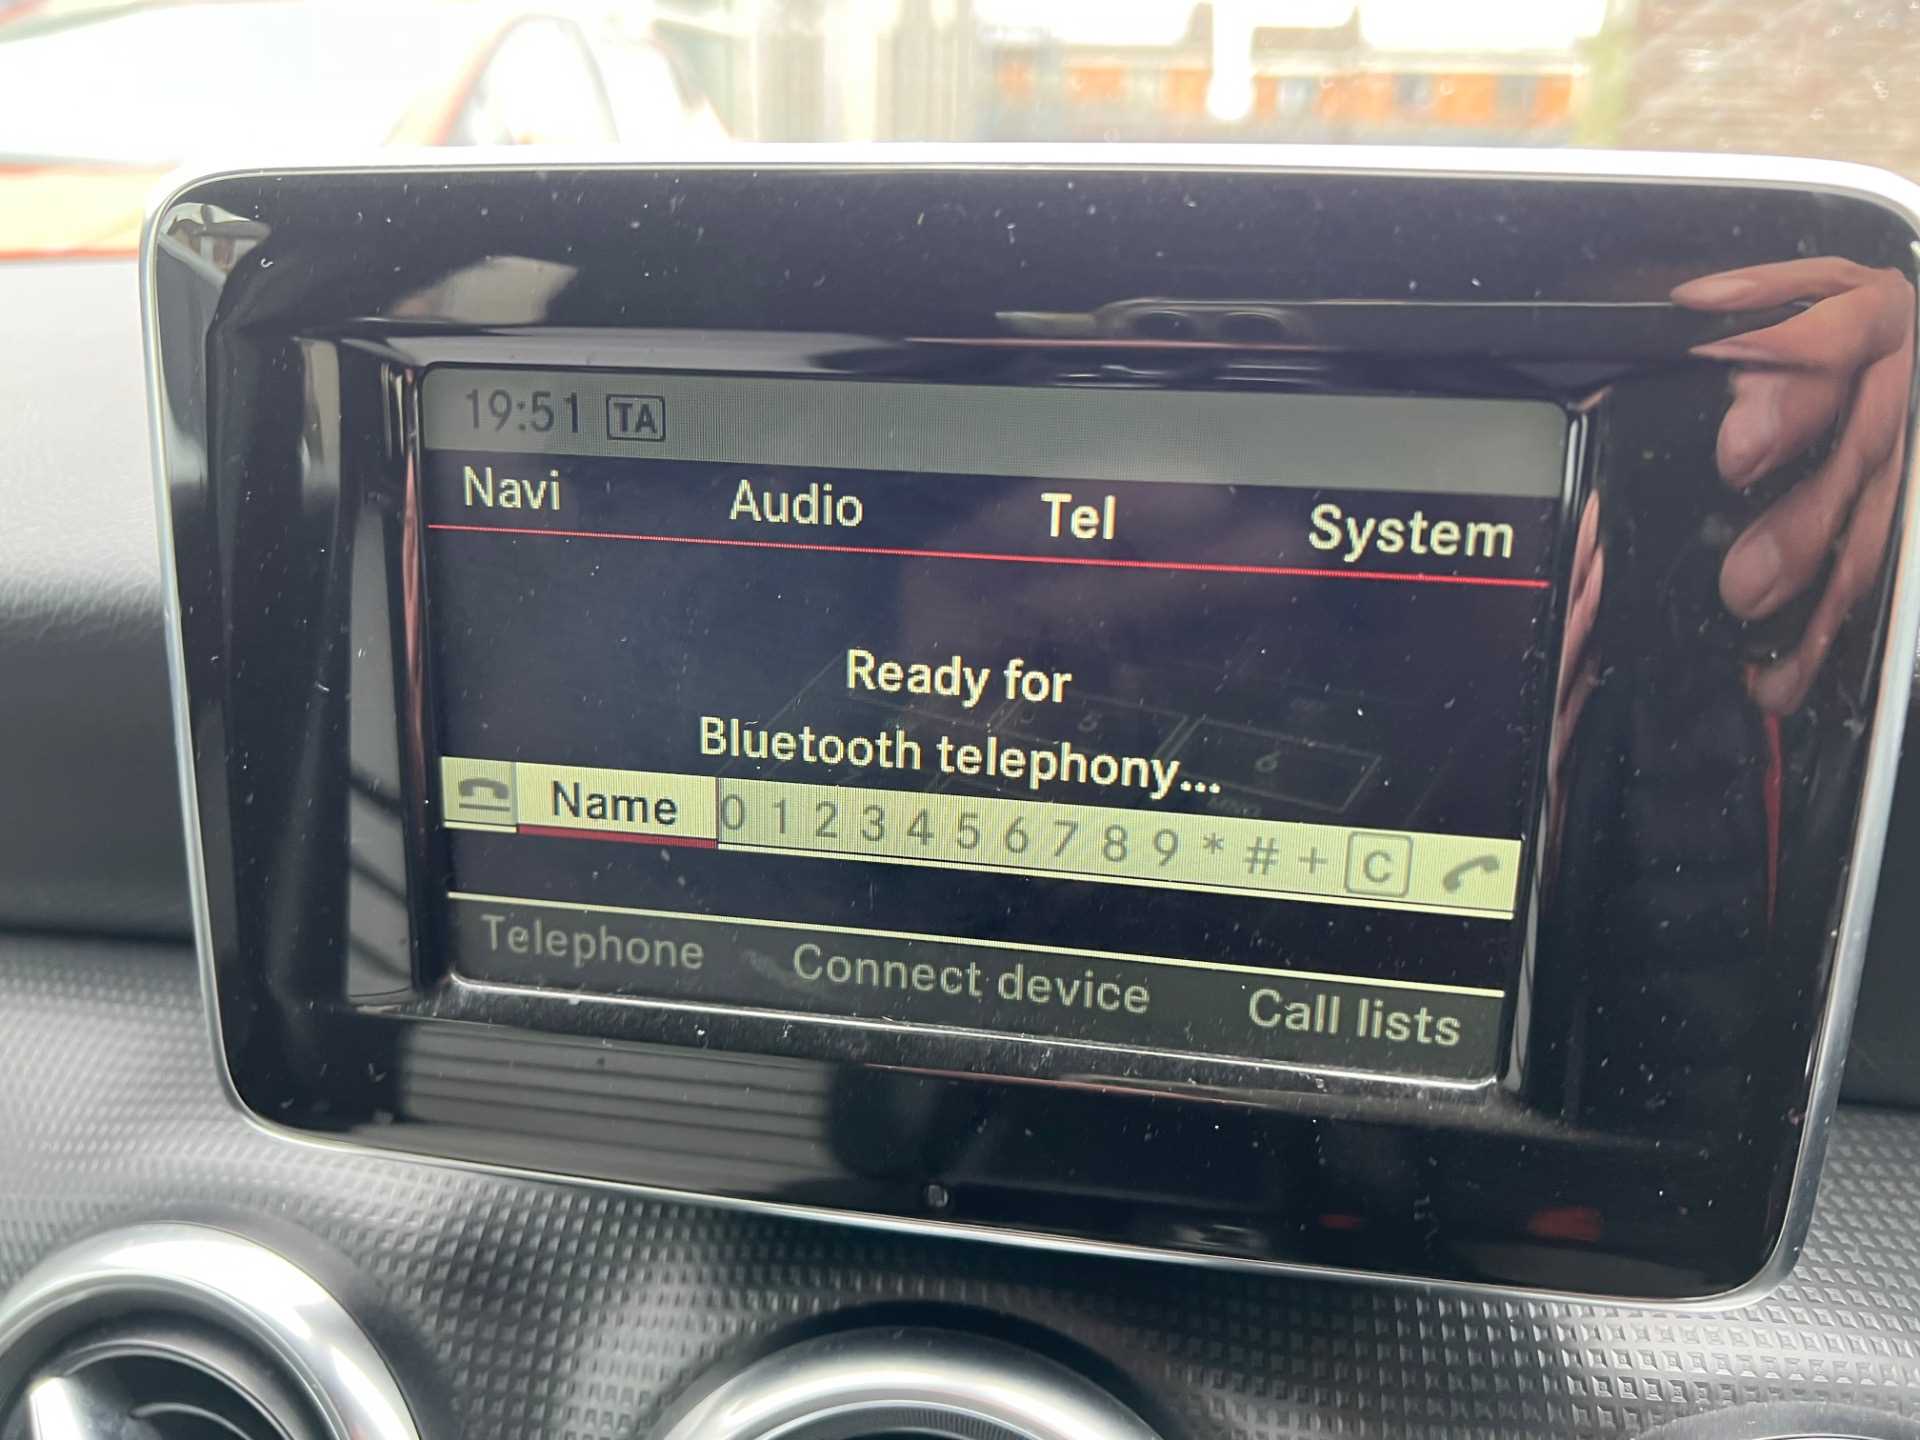 19:51 TA
Navi Audio Tel System
Ready for
Bluetooth telephony...
Name 0 1 2 3 4 5 6 7 8 9 * # + C
Telephone Connect device Call lists